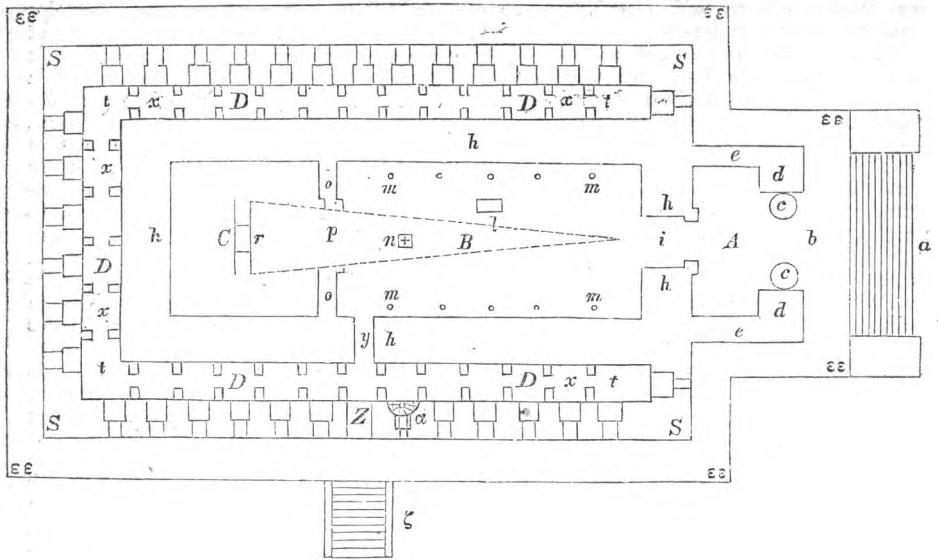 εε εε
S S
t x D D x t
εε
h
e
x
o
m m
d
h
c
l
h C r p n B i A b a
D
c
m m
o
h
d
x
y h
e
t D D x t
εε
S Z α S
εε εε
ζ